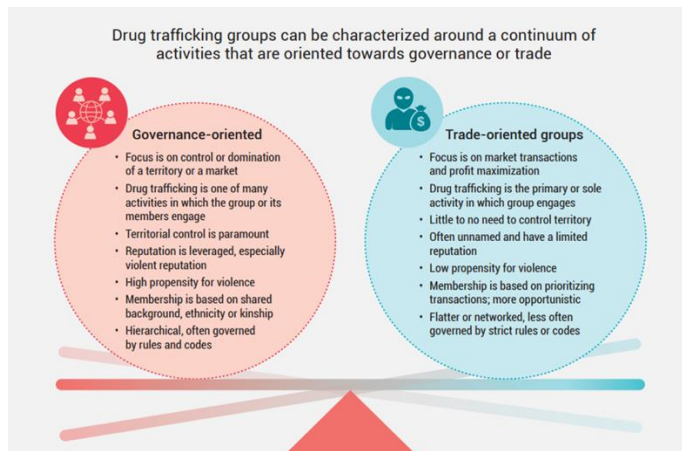 Drug trafficking groups can be characterized around a continuum of
activities that are oriented towards governance or trade
Governance-oriented
• Focus is on control or domination
of a territory or a market
• Drug trafficking is one of many
activities in which the group or its
members engage
• Territorial control is paramount
• Reputation is leveraged, especially
violent reputation
• High propensity for violence
• Membership is based on shared
background, ethnicity or kinship
• Hierarchical, often governed
by rules and codes
$
Trade-oriented groups
• Focus is on market transactions
and profit maximization
• Drug trafficking is the primary or sole
activity in which group engages
• Little to no need to control territory
• Often unnamed and have a limited
reputation
• Low propensity for violence
• Membership is based on prioritizing
transactions; more opportunistic
• Flatter or networked, less often
governed by strict rules or codes